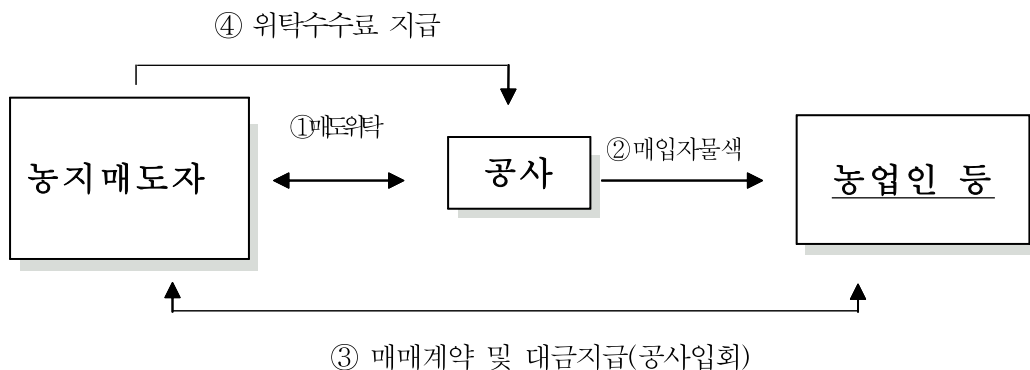 ④ 위탁수수료 지급
①매도위탁
농지매도자
공사
②매입자물색
농업인 등
③ 매매계약 및 대금지급(공사입회)